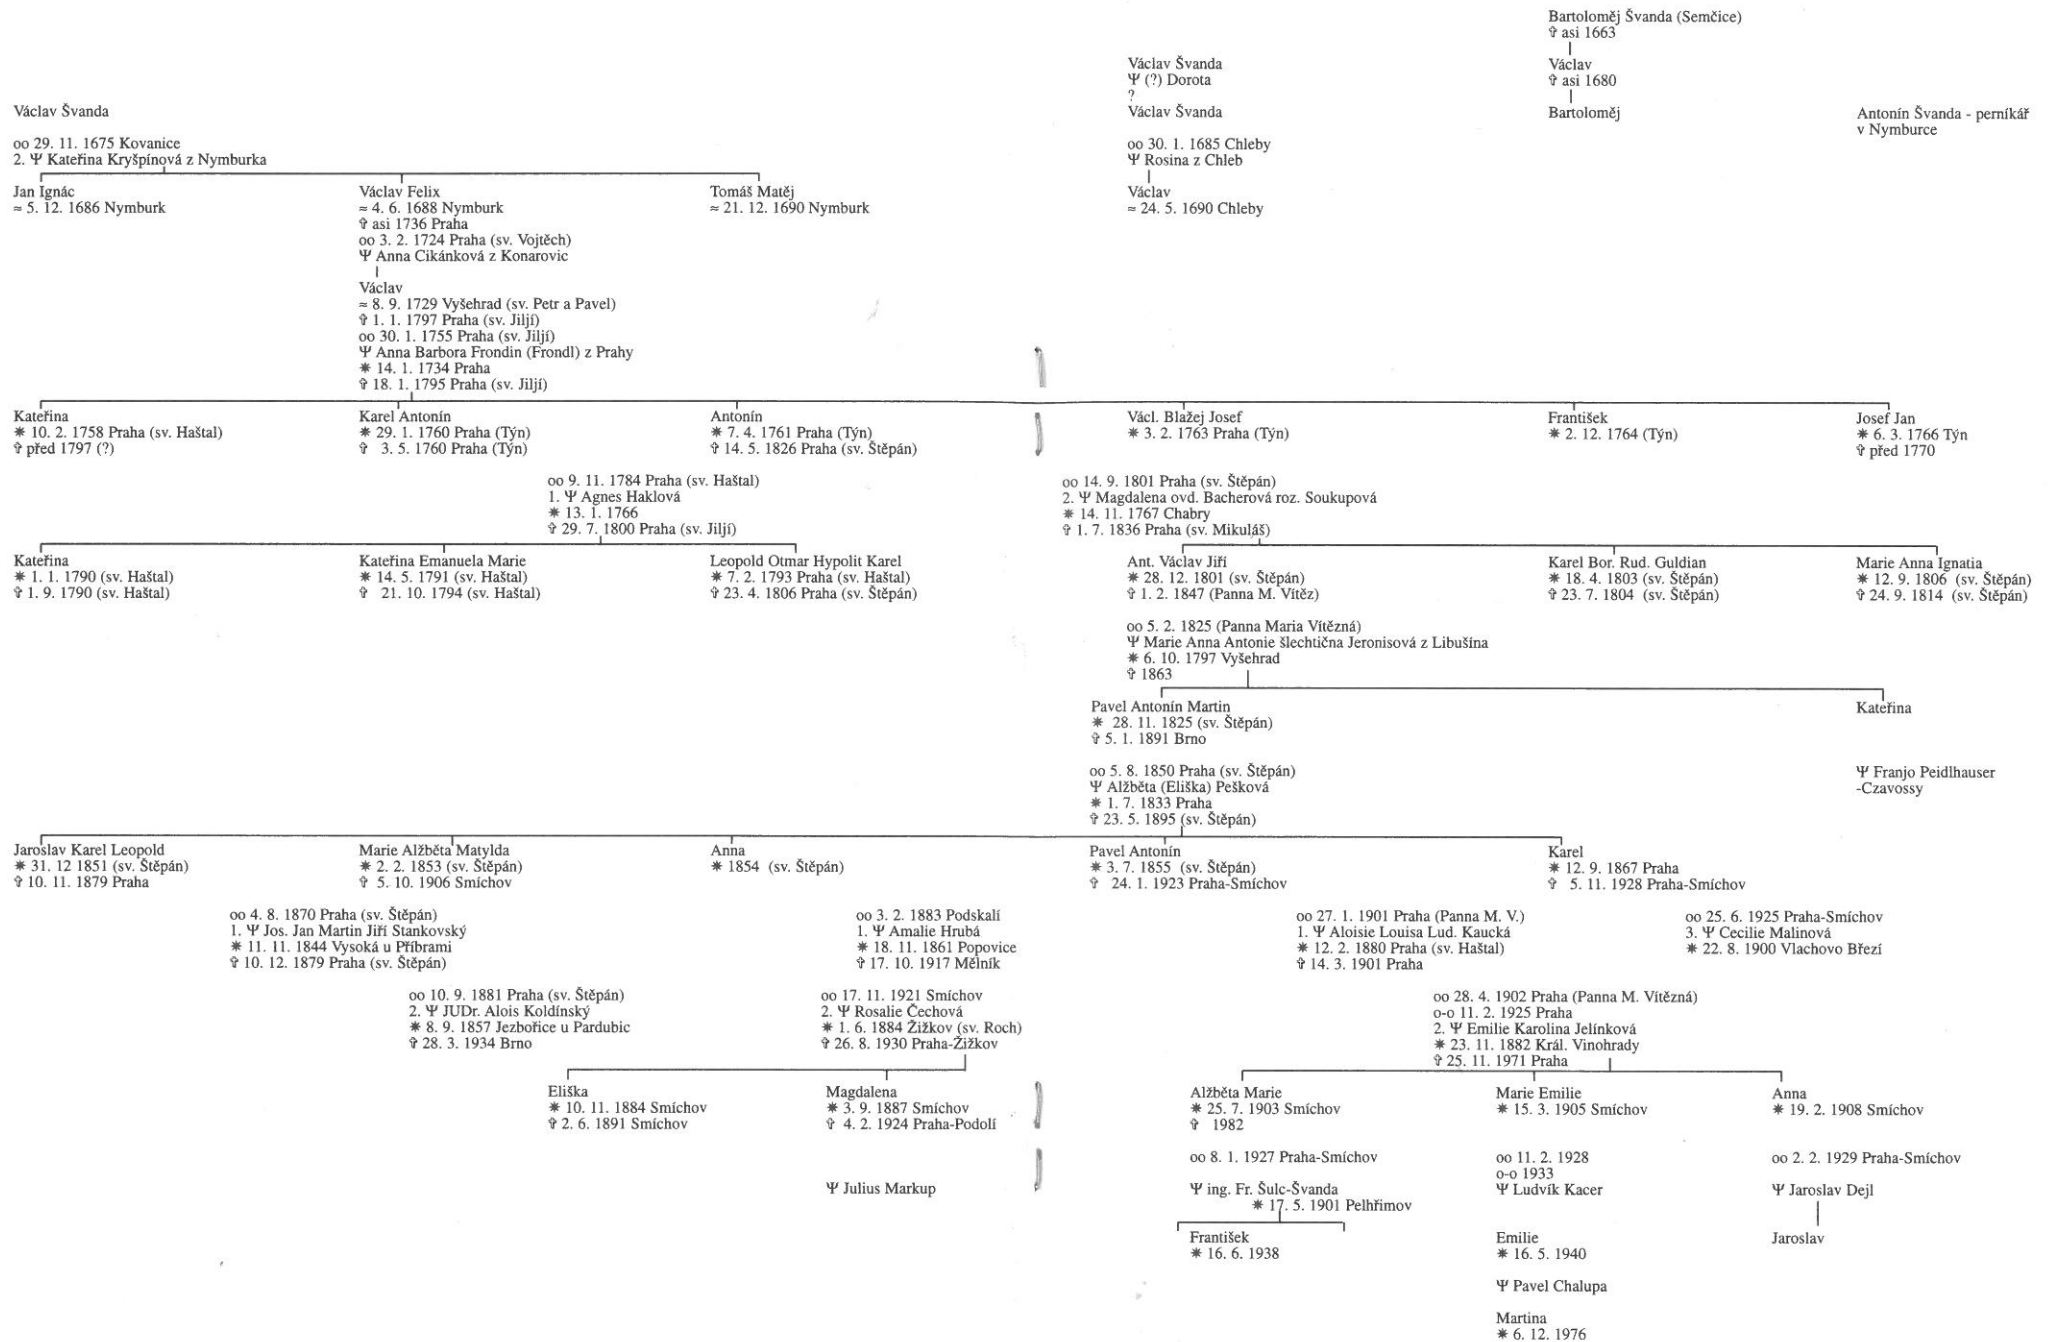 Bartoloměj Švanda (Semčice)
✞ asi 1663
Václav
✞ asi 1680
Bartoloměj
Václav Švanda
Ψ (?) Dorota
?
Václav Švanda
oo 30. 1. 1685 Chleby
Ψ Rosina z Chleb
Václav
≈ 24. 5. 1690 Chleby
Antonín Švanda - perníkář
v Nymburce
Václav Švanda
oo 29. 11. 1675 Kovanice
2. Ψ Kateřina Kryšpínová z Nymburka
Jan Ignác
≈ 5. 12. 1686 Nymburk
Václav Felix
≈ 4. 6. 1688 Nymburk
✞ asi 1736 Praha
oo 3. 2. 1724 Praha (sv. Vojtěch)
Ψ Anna Cikánková z Konarovic
Tomáš Matěj
≈ 21. 12. 1690 Nymburk
Václav
≈ 8. 9. 1729 Vyšehrad (sv. Petr a Pavel)
✞ 1. 1. 1797 Praha (sv. Jiljí)
oo 30. 1. 1755 Praha (sv. Jiljí)
Ψ Anna Barbora Frondin (Frondl) z Prahy
✷ 14. 1. 1734 Praha
✞ 18. 1. 1795 Praha (sv. Jiljí)
Kateřina
✷ 10. 2. 1758 Praha (sv. Haštal)
✞ před 1797 (?)
Karel Antonín
✷ 29. 1. 1760 Praha (Týn)
✞ 3. 5. 1760 Praha (Týn)
Antonín
✷ 7. 4. 1761 Praha (Týn)
✞ 14. 5. 1826 Praha (sv. Štěpán)
Václ. Blažej Josef
✷ 3. 2. 1763 Praha (Týn)
František
✷ 2. 12. 1764 (Týn)
Josef Jan
✷ 6. 3. 1766 Týn
✞ před 1770
oo 9. 11. 1784 Praha (sv. Haštal)
1. Ψ Agnes Haklová
✷ 13. 1. 1766
✞ 29. 7. 1800 Praha (sv. Jiljí)
oo 14. 9. 1801 Praha (sv. Štěpán)
2. Ψ Magdalena ovd. Bacherová roz. Soukupová
✷ 14. 11. 1767 Chabry
✞ 1. 7. 1836 Praha (sv. Mikuláš)
Kateřina
✷ 1. 1. 1790 (sv. Haštal)
✞ 1. 9. 1790 (sv. Haštal)
Kateřina Emanuela Marie
✷ 14. 5. 1791 (sv. Haštal)
✞ 21. 10. 1794 (sv. Haštal)
Leopold Otmar Hypolit Karel
✷ 7. 2. 1793 Praha (sv. Haštal)
✞ 23. 4. 1806 Praha (sv. Štěpán)
Ant. Václav Jiří
✷ 28. 12. 1801 (sv. Štěpán)
✞ 1. 2. 1847 (Panna M. Vítěz)
Karel Bor. Rud. Guldian
✷ 18. 4. 1803 (sv. Štěpán)
✞ 23. 7. 1804 (sv. Štěpán)
Marie Anna Ignatia
✷ 12. 9. 1806 (sv. Štěpán)
✞ 24. 9. 1814 (sv. Štěpán)
oo 5. 2. 1825 (Panna Maria Vítězná)
Ψ Marie Anna Antonie šlechtična Jeronisová z Libušína
✷ 6. 10. 1797 Vyšehrad
✞ 1863
Pavel Antonín Martin
✷ 28. 11. 1825 (sv. Štěpán)
✞ 5. 1. 1891 Brno
Kateřina
oo 5. 8. 1850 Praha (sv. Štěpán)
Ψ Alžběta (Eliška) Pešková
✷ 1. 7. 1833 Praha
✞ 23. 5. 1895 (sv. Štěpán)
Ψ Franjo Peidlhauser
-Czavossy
Jaroslav Karel Leopold
✷ 31. 12 1851 (sv. Štěpán)
✞ 10. 11. 1879 Praha
Marie Alžběta Matylda
✷ 2. 2. 1853 (sv. Štěpán)
✞ 5. 10. 1906 Smíchov
Anna
✷ 1854 (sv. Štěpán)
Pavel Antonín
✷ 3. 7. 1855 (sv. Štěpán)
✞ 24. 1. 1923 Praha-Smíchov
Karel
✷ 12. 9. 1867 Praha
✞ 5. 11. 1928 Praha-Smíchov
oo 4. 8. 1870 Praha (sv. Štěpán)
1. Ψ Jos. Jan Martin Jiří Stankovský
✷ 11. 11. 1844 Vysoká u Příbrami
✞ 10. 12. 1879 Praha (sv. Štěpán)
oo 3. 2. 1883 Podskalí
1. Ψ Amalie Hrubá
✷ 18. 11. 1861 Popovice
✞ 17. 10. 1917 Mělník
oo 27. 1. 1901 Praha (Panna M. V.)
1. Ψ Aloisie Louisa Lud. Kaucká
✷ 12. 2. 1880 Praha (sv. Haštal)
✞ 14. 3. 1901 Praha
oo 25. 6. 1925 Praha-Smíchov
3. Ψ Cecilie Malinová
✷ 22. 8. 1900 Vlachovo Březí
oo 10. 9. 1881 Praha (sv. Štěpán)
2. Ψ JUDr. Alois Koldínský
✷ 8. 9. 1857 Jezbořice u Pardubic
✞ 28. 3. 1934 Brno
oo 17. 11. 1921 Smíchov
2. Ψ Rosalie Čechová
✷ 1. 6. 1884 Žižkov (sv. Roch)
✞ 26. 8. 1930 Praha-Žižkov
oo 28. 4. 1902 Praha (Panna M. Vítězná)
o-o 11. 2. 1925 Praha
2. Ψ Emilie Karolina Jelínková
✷ 23. 11. 1882 Král. Vinohrady
✞ 25. 11. 1971 Praha
Eliška
✷ 10. 11. 1884 Smíchov
✞ 2. 6. 1891 Smíchov
Magdalena
✷ 3. 9. 1887 Smíchov
✞ 4. 2. 1924 Praha-Podolí
Ψ Julius Markup
Alžběta Marie
✷ 25. 7. 1903 Smíchov
✞ 1982
oo 8. 1. 1927 Praha-Smíchov
Ψ ing. Fr. Šulc-Švanda
✷ 17. 5. 1901 Pelhřimov
František
✷ 16. 6. 1938
Marie Emilie
✷ 15. 3. 1905 Smíchov
oo 11. 2. 1928
o-o 1933
Ψ Ludvík Kacer
Emilie
✷ 16. 5. 1940
Ψ Pavel Chalupa
Martina
✷ 6. 12. 1976
Anna
✷ 19. 2. 1908 Smíchov
oo 2. 2. 1929 Praha-Smíchov
Ψ Jaroslav Dejl
Jaroslav